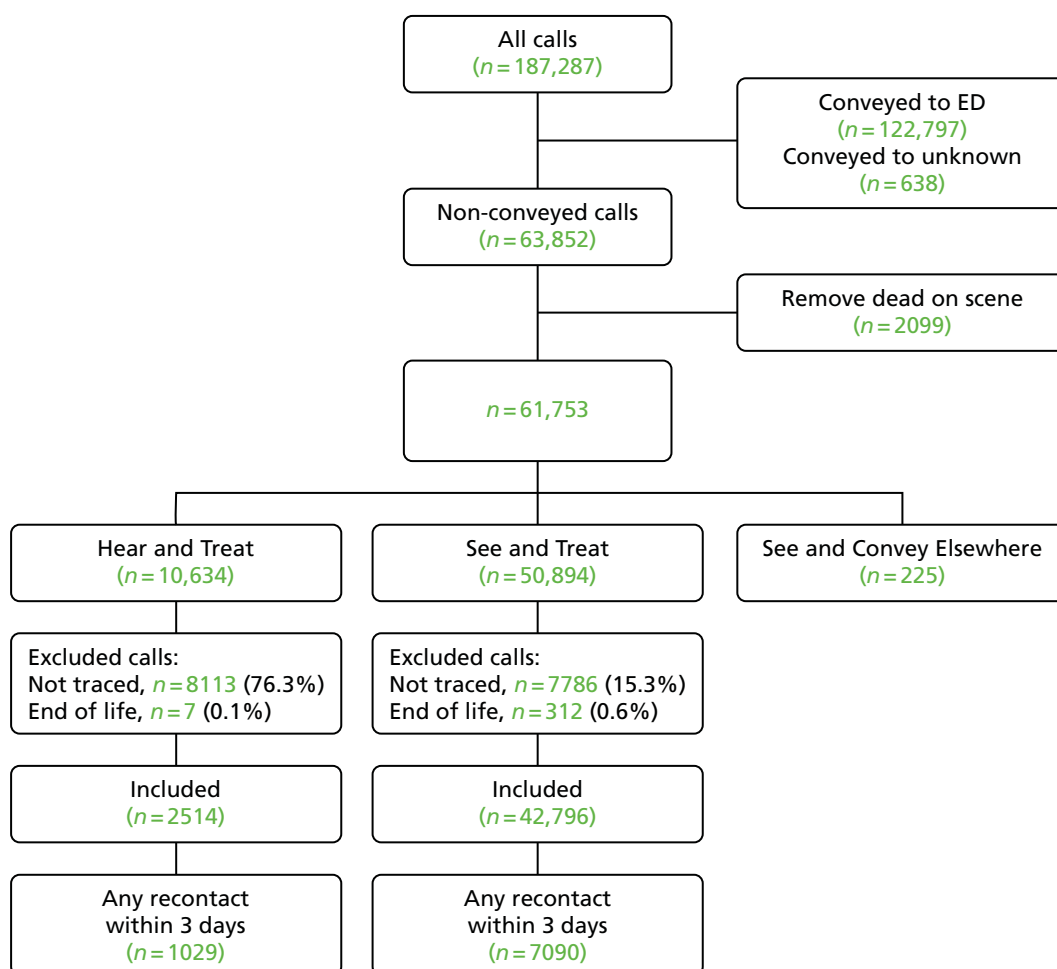 All calls
(n=187,287)
Conveyed to ED
(n=122,797)
Conveyed to unknown
(n=638)
Non-conveyed calls
(n=63,852)
Remove dead on scene
(n=2099)
n=61,753
Hear and Treat
(n=10,634)
See and Treat
(n=50,894)
See and Convey Elsewhere
(n=225)
Excluded calls:
Not traced, n=8113 (76.3%)
End of life, n=7 (0.1%)
Excluded calls:
Not traced, n=7786 (15.3%)
End of life, n=312 (0.6%)
Included
(n=2514)
Included
(n=42,796)
Any recontact
within 3 days
(n=1029)
Any recontact
within 3 days
(n=7090)